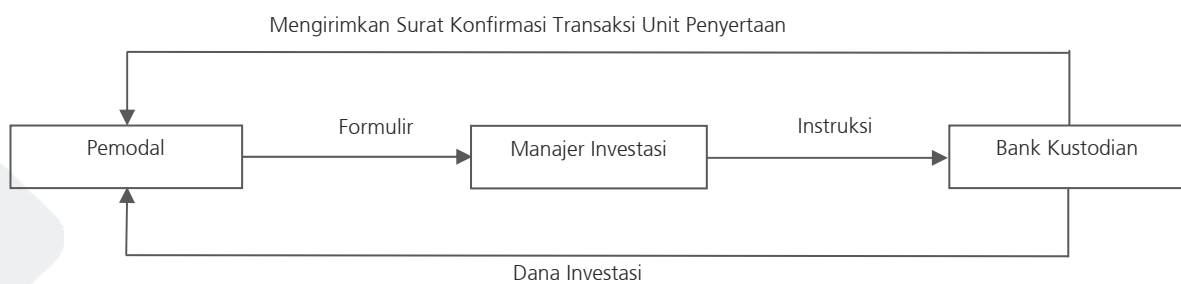 Mengirimkan Surat Konfirmasi Transaksi Unit Penyertaan
Pemodal
Formulir
Manajer Investasi
Instruksi
Bank Kustodian
Dana Investasi